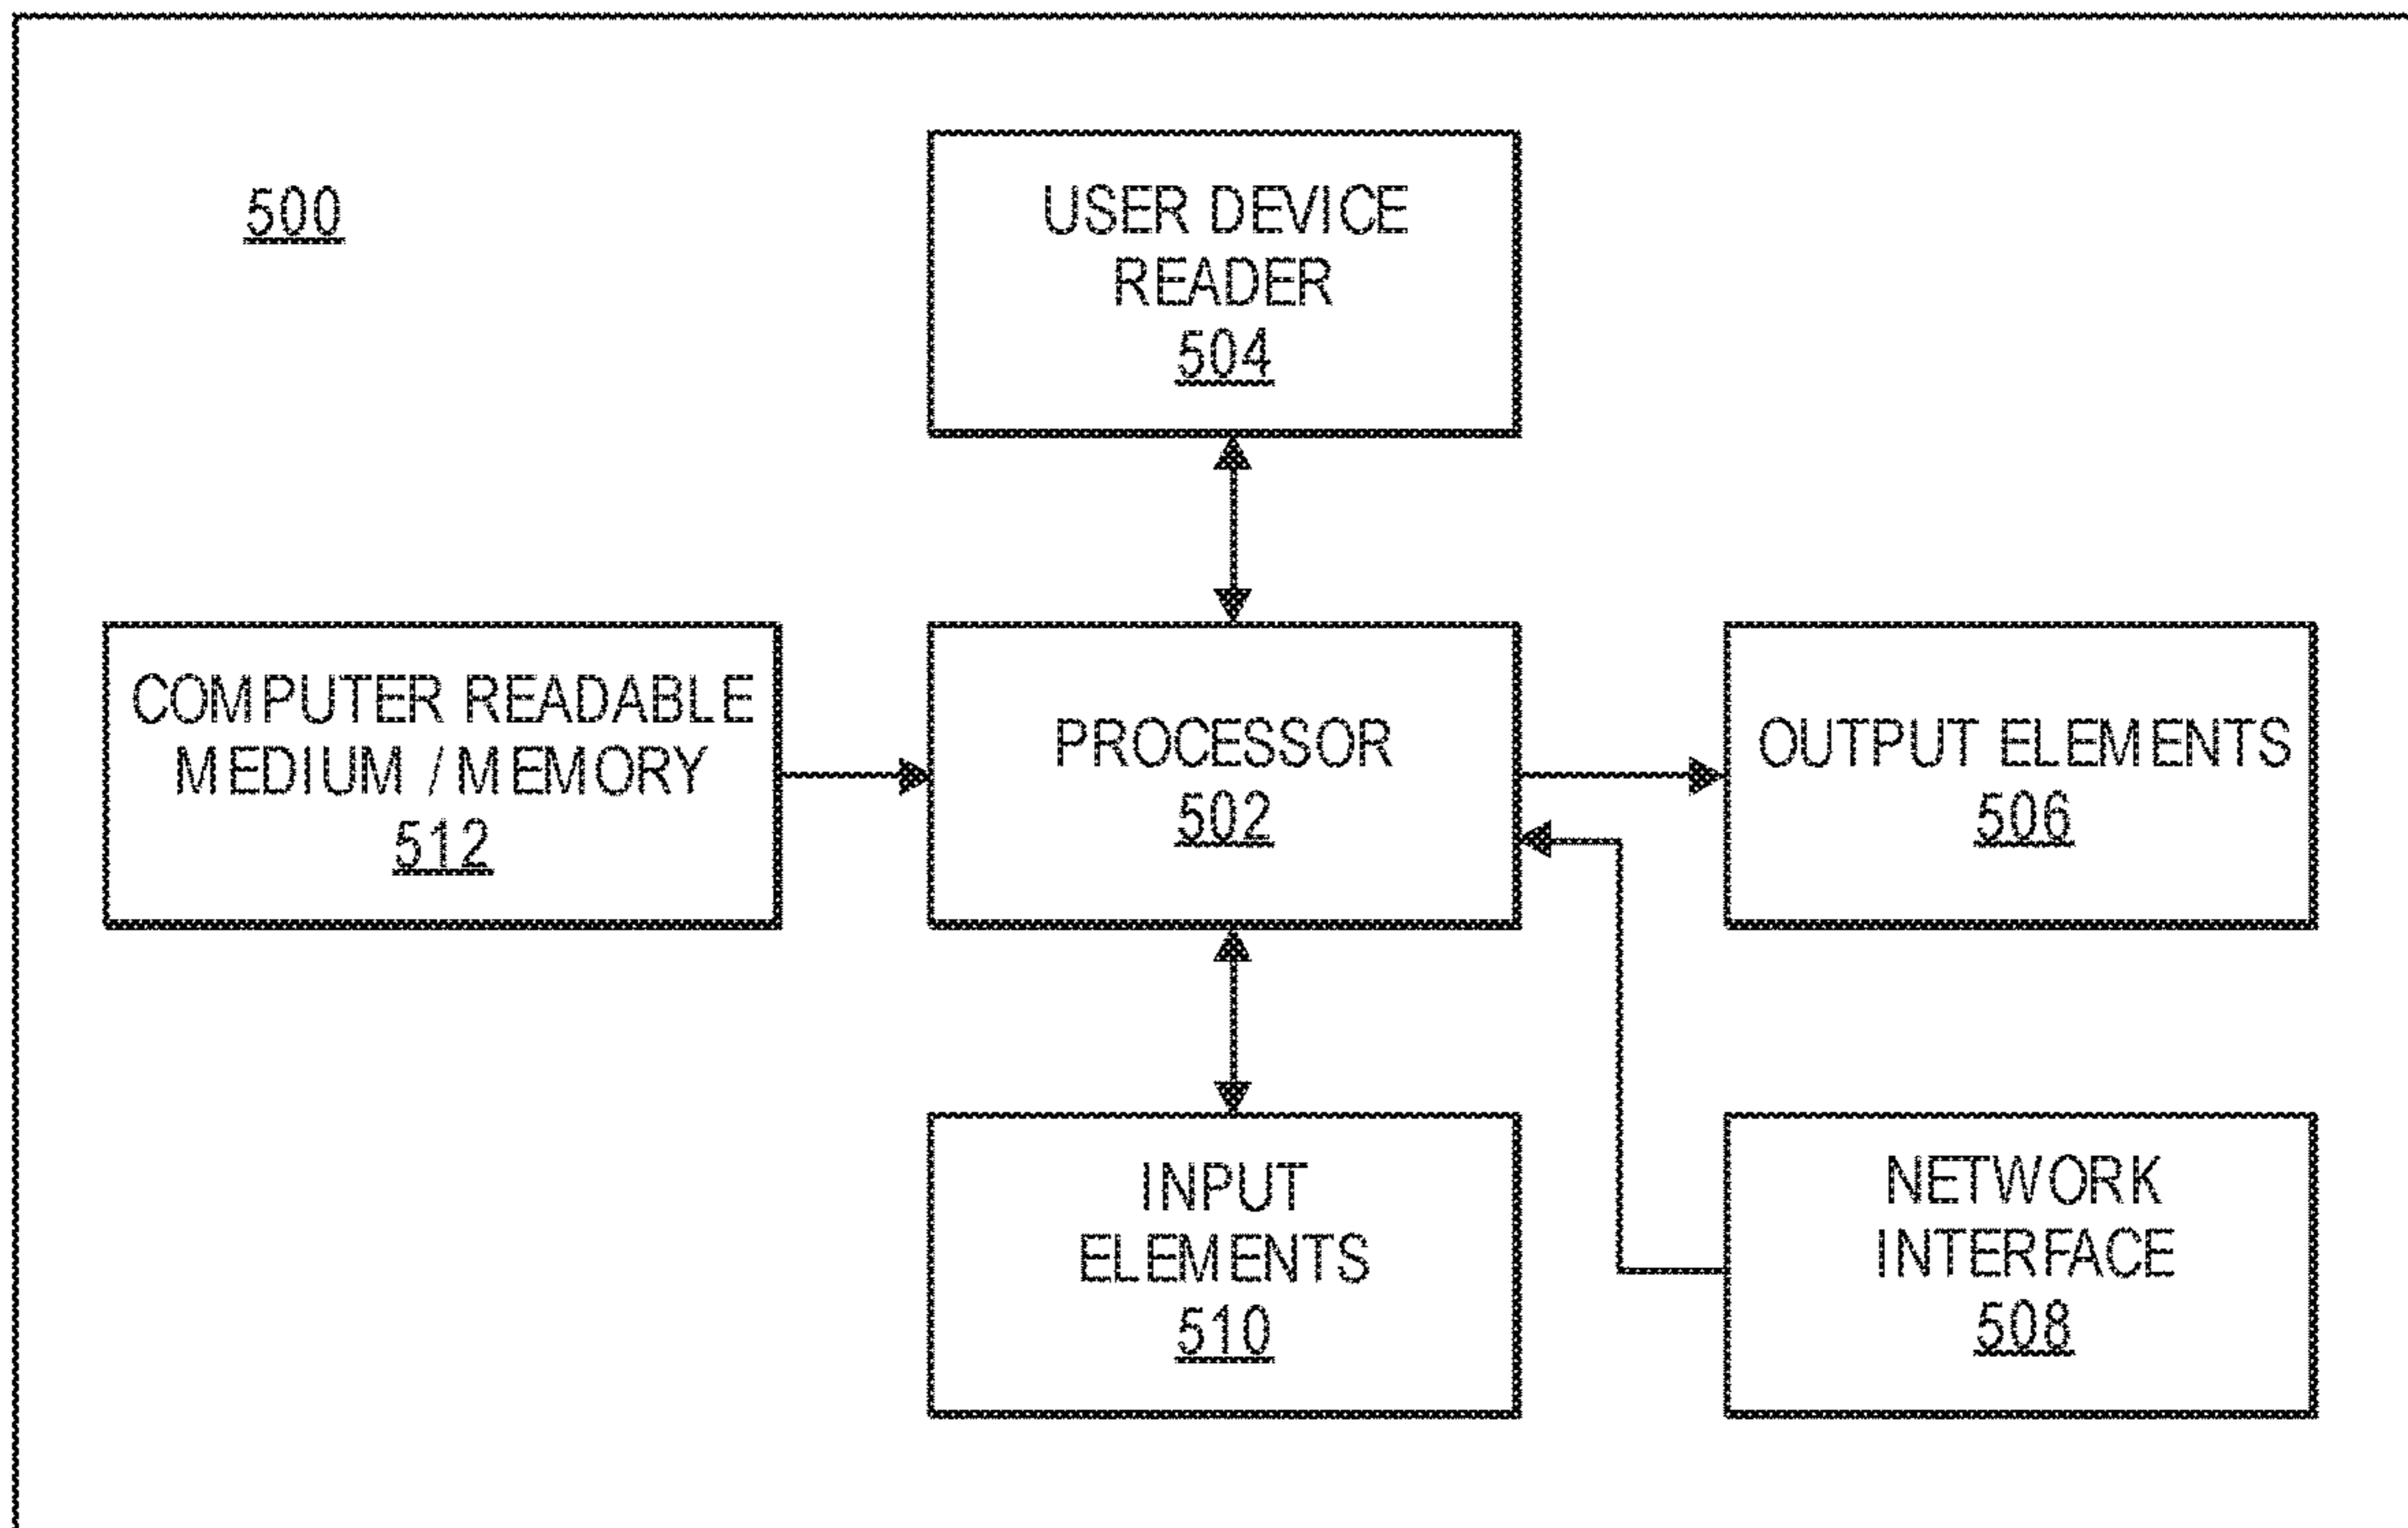 500
USER DEVICE
READER
504
COMPUTER READABLE
MEDIUM / MEMORY
512
PROCESSOR
502
OUTPUT ELEMENTS
506
INPUT
ELEMENTS
510
NETWORK
INTERFACE
508